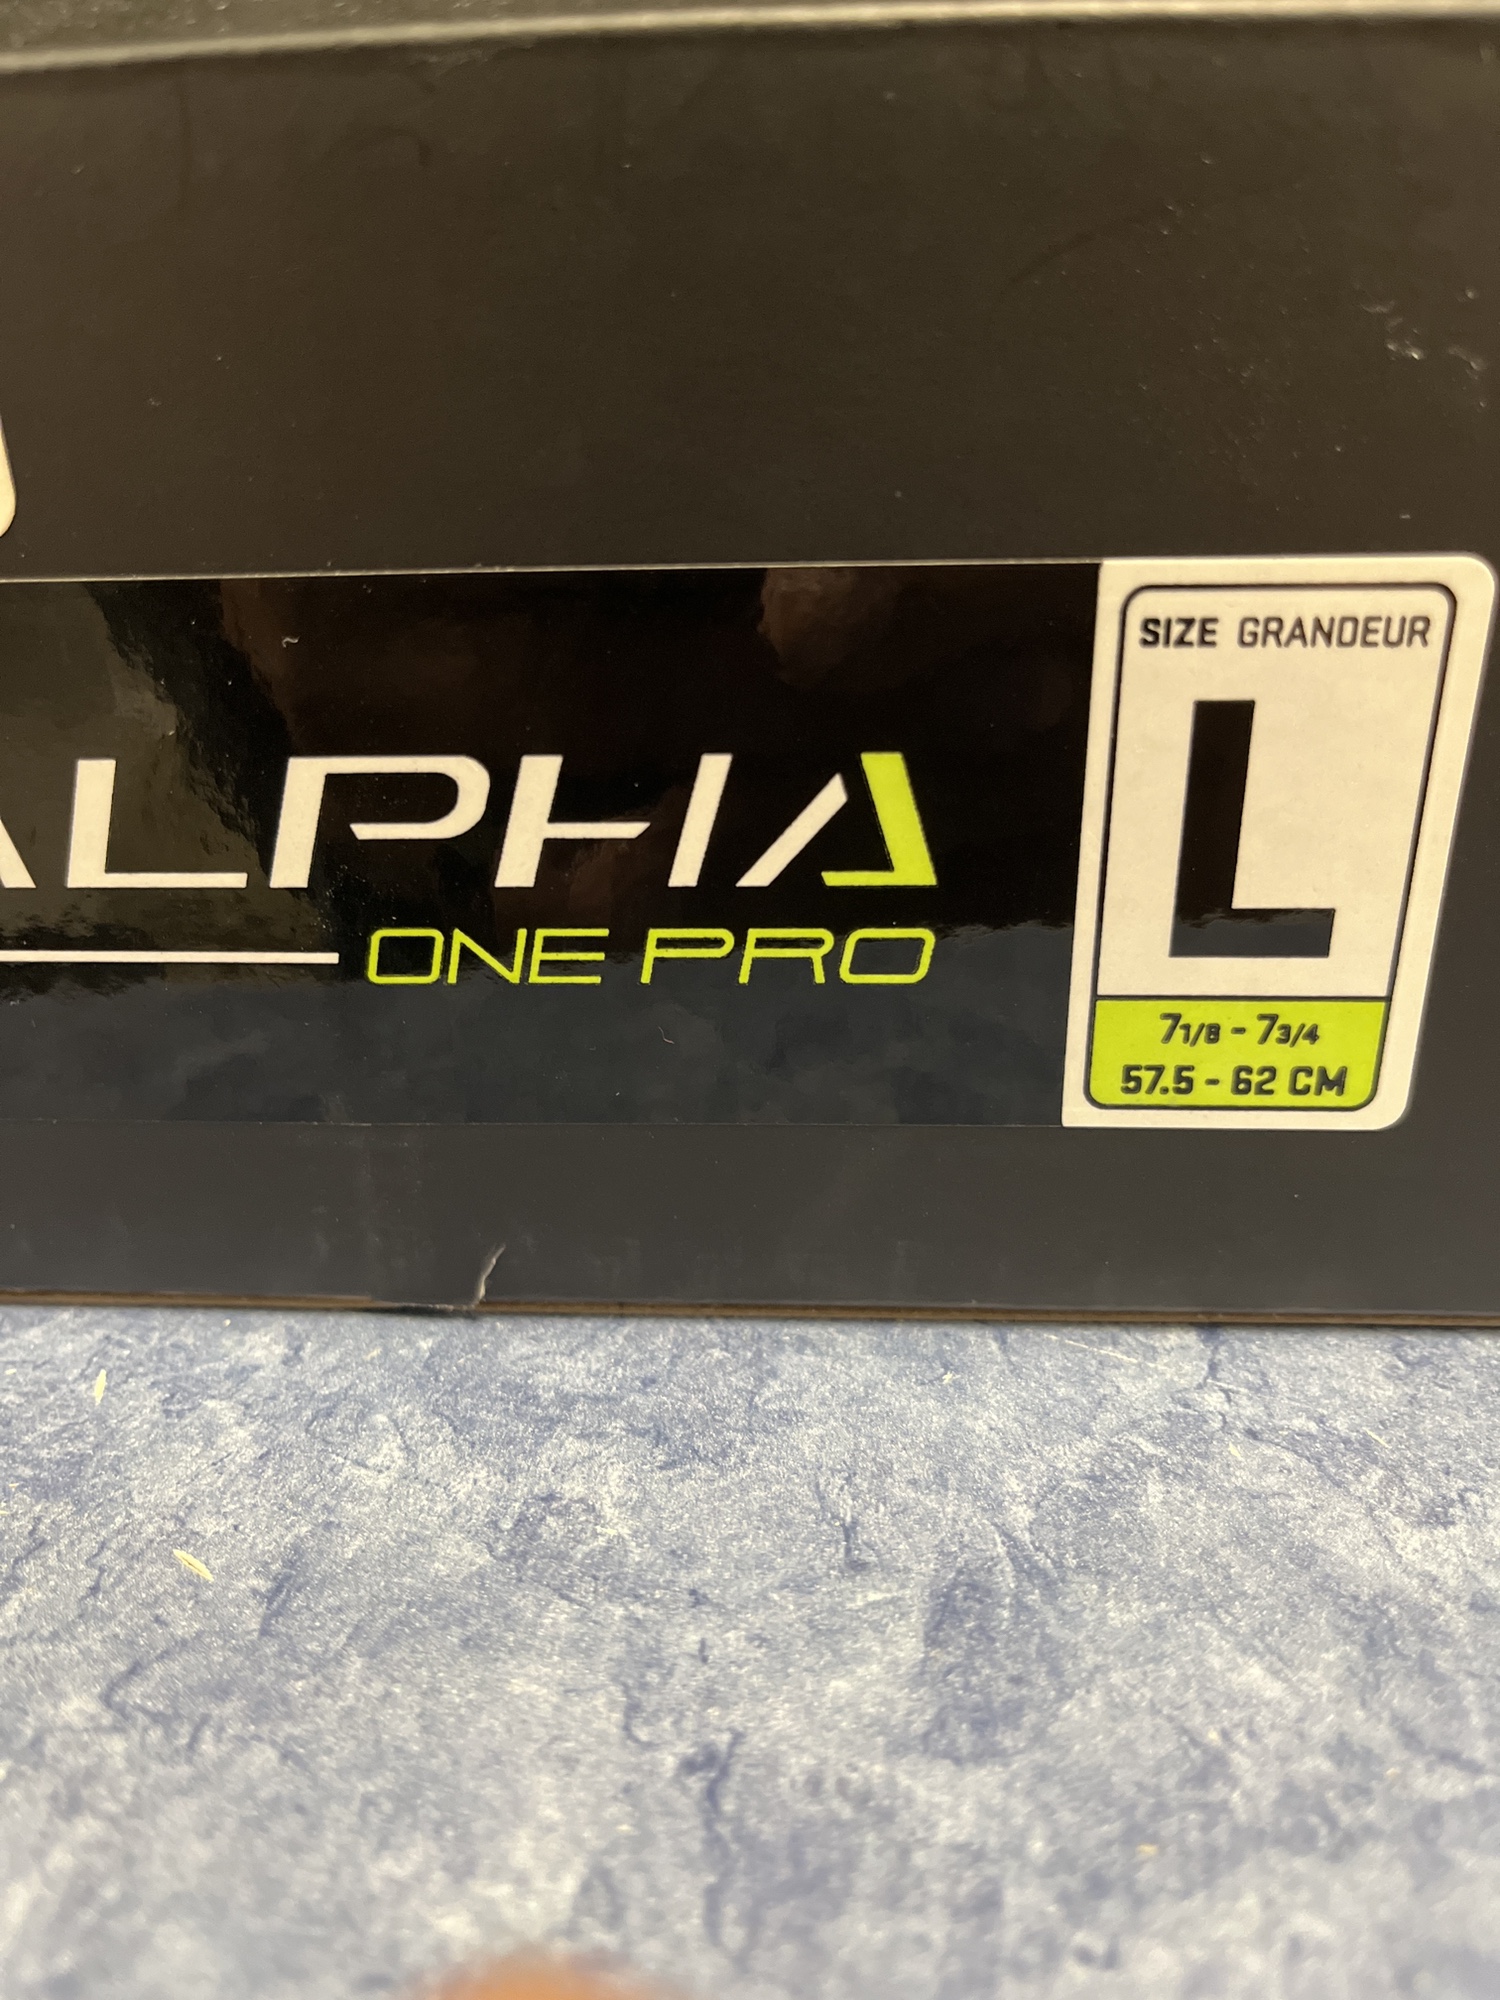 ALPHA
ONE PRO
SIZE GRANDEUR
L
7 1/8 - 7 3/4
57.5 - 62 CM